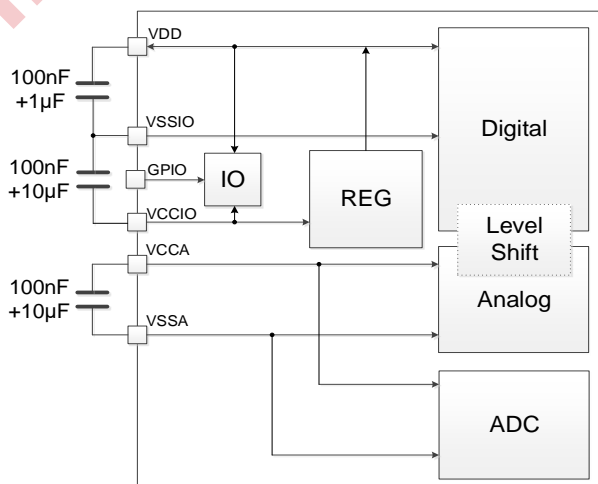 VDD
100nF
+1µF
VSSIO
Digital
100nF
+10µF
GPIO
IO
REG
VCCIO
Level
Shift
VCCA
100nF
+10µF
Analog
VSSA
ADC